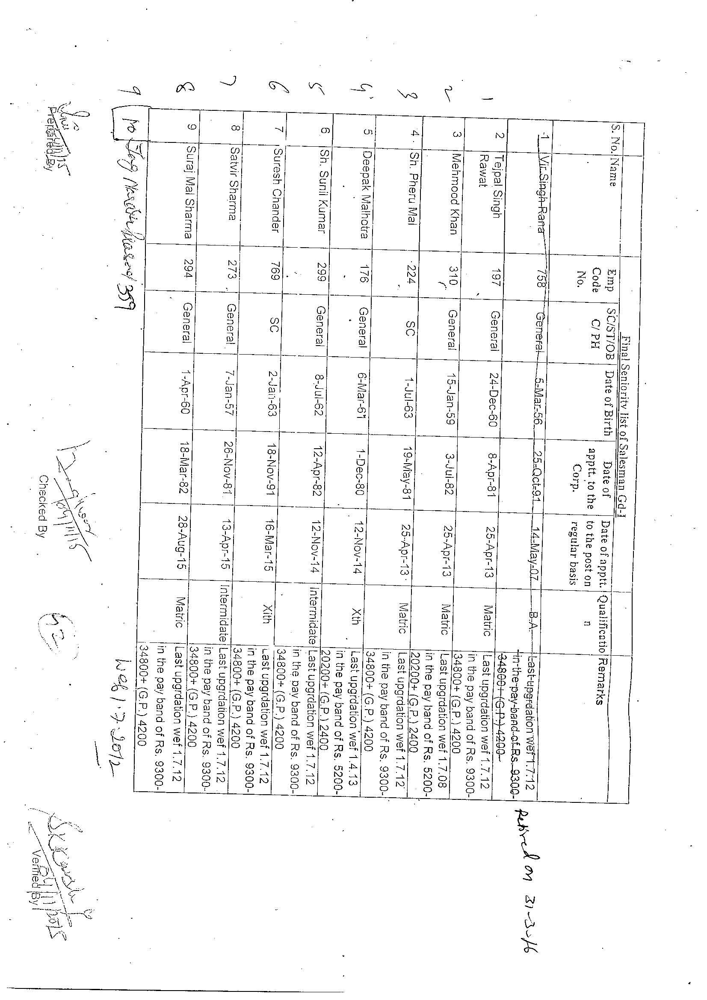 Final Seniority list of Salesman Gd-I
S. No. Name Emp Code No. SC/ST/OBC/ PH Date of Birth Date of apptt. to the Corp. Date of apptt. to the post on regular basis Qualification Remarks
1 Vir Singh Rana 758 General 5-Mar-56 25-Oct-91 14-May-07 B.A. Last upgrdation wef 1.7.12
in the pay band of Rs. 9300-
34800+ (G.P.) 4200
Retired on 31-3-16
1 2 Tejpal Singh Rawat 197 General 24-Dec-60 8-Apr-81 25-Apr-13 Matric Last upgrdation wef 1.7.12
in the pay band of Rs. 9300-
34800+ (G.P.) 4200
2 3 Mehmood Khan 310 General 15-Jan-59 3-Jul-82 25-Apr-13 Matric Last upgrdation wef 1.7.08
in the pay band of Rs. 5200-
20200+ (G.P.) 2400
3 4 Sh. Pheru Mal 224 SC 1-Jul-63 19-May-81 25-Apr-13 Matric Last upgrdation wef 1.7.12
in the pay band of Rs. 9300-
34800+ (G.P.) 4200
4 5 Deepak Malhotra 176 General 6-Mar-61 1-Dec-80 12-Nov-14 Xth Last upgrdation wef 1.4.13
in the pay band of Rs. 5200-
20200+ (G.P.) 2400
5 6 Sh. Sunil Kumar 299 General 8-Jul-62 12-Apr-82 12-Nov-14 Intermidate Last upgrdation wef 1.7.12
in the pay band of Rs. 9300-
34800+ (G.P.) 4200
6 7 Suresh Chander 769 SC 2-Jan-63 18-Nov-91 16-Mar-15 Xith Last upgrdation wef 1.7.12
in the pay band of Rs. 9300-
34800+ (G.P.) 4200
7 8 Satvir Sharma 273 General 7-Jan-57 26-Nov-81 13-Apr-15 Intermidate Last upgrdation wef 1.7.12
in the pay band of Rs. 9300-
34800+ (G.P.) 4200
8 9 Suraj Mal Sharma 294 General 1-Apr-60 18-Mar-82 28-Aug-15 Matric Last upgrdation wef 1.7.12
in the pay band of Rs. 9300-
34800+ (G.P.) 4200
9 10 Jag 359 wef 1.7.2012
Prepared By Checked By Verified By